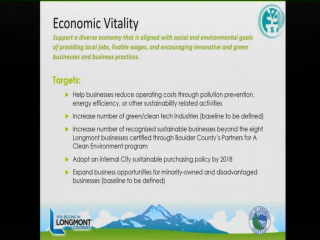 Economic Vitality
Support a diverse economy that is aligned with social and environmental goals
of providing local jobs, livable wages, and encouraging innovative and green
businesses and business practices.
Targets:
Help businesses reduce operating costs through pollution prevention,
energy efficiency, or other sustainability related activities
Increase number of green/clean tech industries (baseline to be defined)
Increase number of recognized sustainable businesses beyond the eight
Longmont businesses certified through Boulder County's Partners for A
Clean Environment program
Adopt an internal City sustainable purchasing policy by 2018
Expand business opportunities for minority-owned and disadvantaged
businesses (baseline to be defined)
YOU BELONG IN
LONGMONT
COLORADO